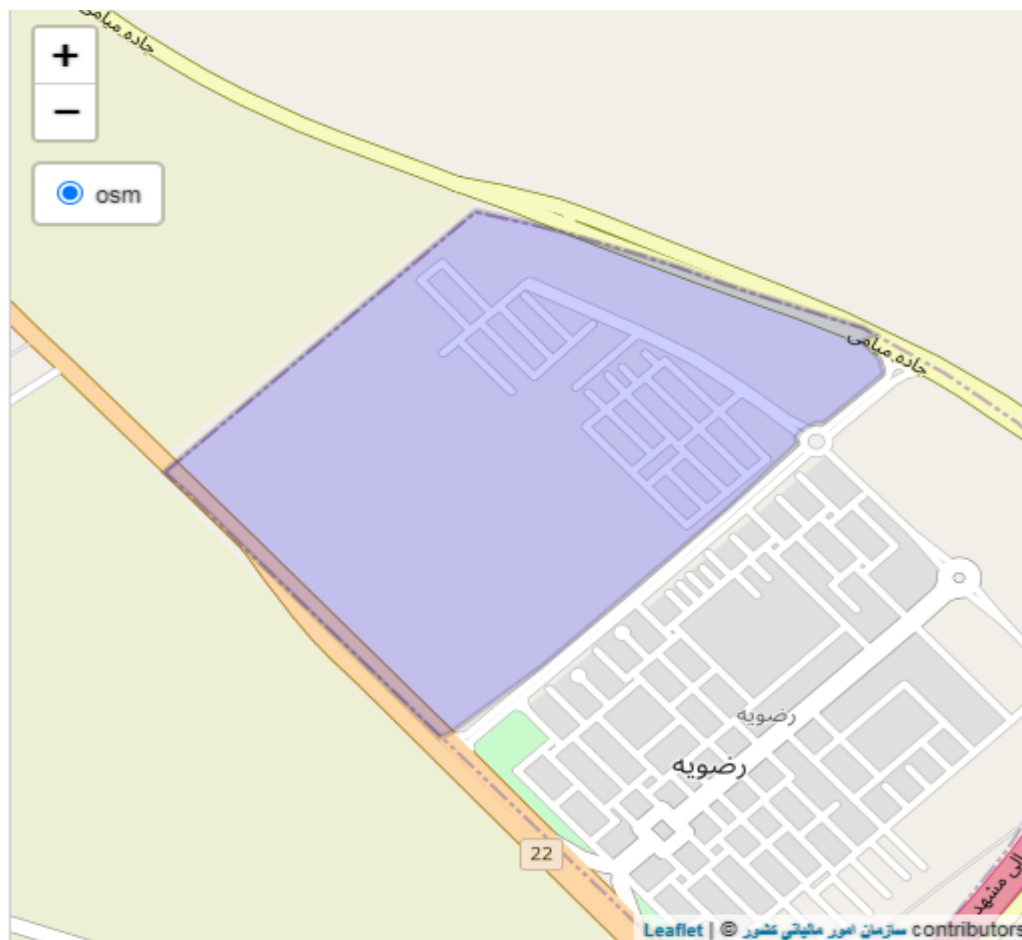 جاده میامی
+
−
osm
جاده میامی
رضویه
رضویه
22
Leaflet | © سازمان امور مالیاتی کشور contributors